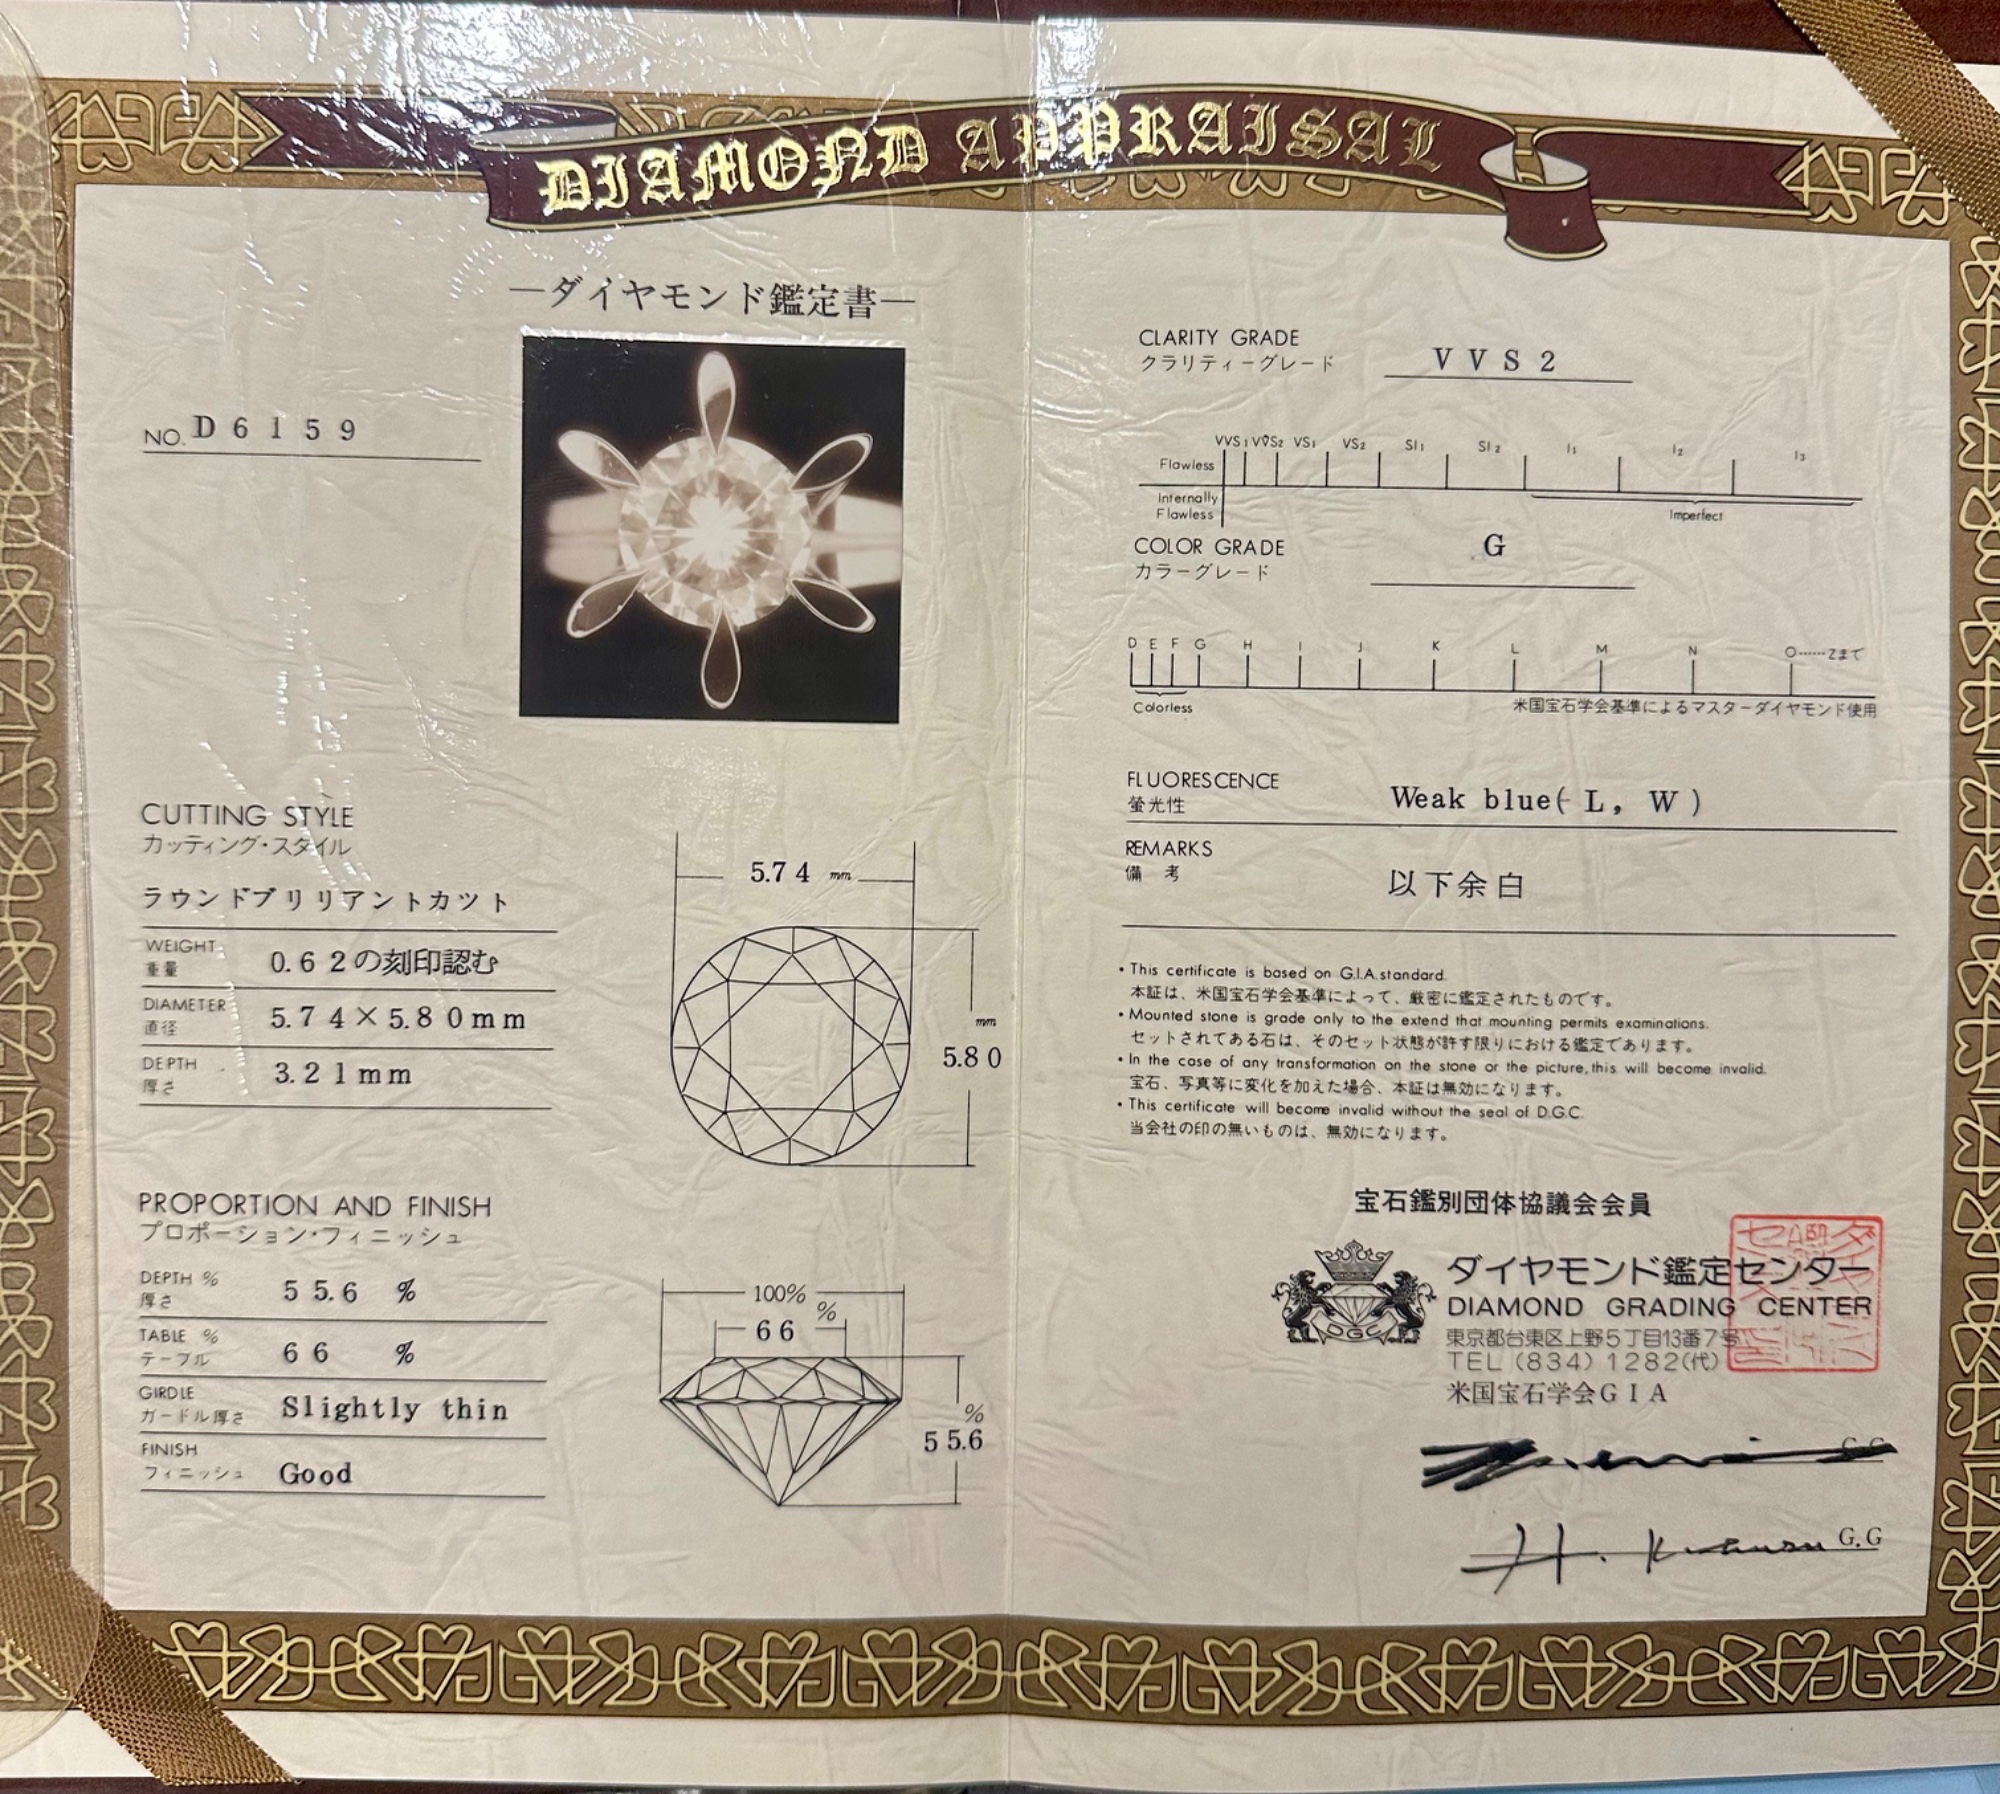 DIAMOND APPRAISAL
—ダイヤモンド鑑定書—
NO. D6159
CUTTING STYLE
カッティング・スタイル
ラウンドブリリアントカット
WEIGHT
重量
0.62の刻印認む
DIAMETER
直径
5.74×5.80mm
DEPTH
厚さ
3.21mm
5.74 mm
mm
5.80
PROPORTION AND FINISH
プロポーション・フィニッシュ
DEPTH %
厚さ
55.6 %
TABLE %
テーブル
66 %
GIRDLE
ガードル厚さ
Slightly thin
FINISH
フィニッシュ
Good
100%
%
66
%
55.6
CLARITY GRADE
クラリティーグレード
VVS2
VVS1 VVS2 VS1 VS2 SI1 SI2 I1 I2 I3
Flawless
Internally
Flawless
Imperfect
COLOR GRADE
カラーグレード
G
D E F G H I J K L M N O……Zまで
Colorless
米国宝石学会基準によるマスターダイヤモンド使用
FLUORESCENCE
螢光性
Weak blue(L, W)
REMARKS
備 考
以下余白
• This certificate is based on G.I.A. standard.
本証は、米国宝石学会基準によって、厳密に鑑定されたものです。
• Mounted stone is grade only to the extend that mounting permits examinations.
セットされてある石は、そのセット状態が許す限りにおける鑑定であります。
• In the case of any transformation on the stone or the picture, this will become invalid.
宝石、写真等に変化を加えた場合、本証は無効になります。
• This certificate will become invalid without the seal of D.G.C.
当会社の印の無いものは、無効になります。
宝石鑑別団体協議会会員
DGC
ダイヤモンド鑑定センター
DIAMOND GRADING CENTER
東京都台東区上野5丁目13番7号
TEL (834) 1282(代)
米国宝石学会GIA
G.G
G.G